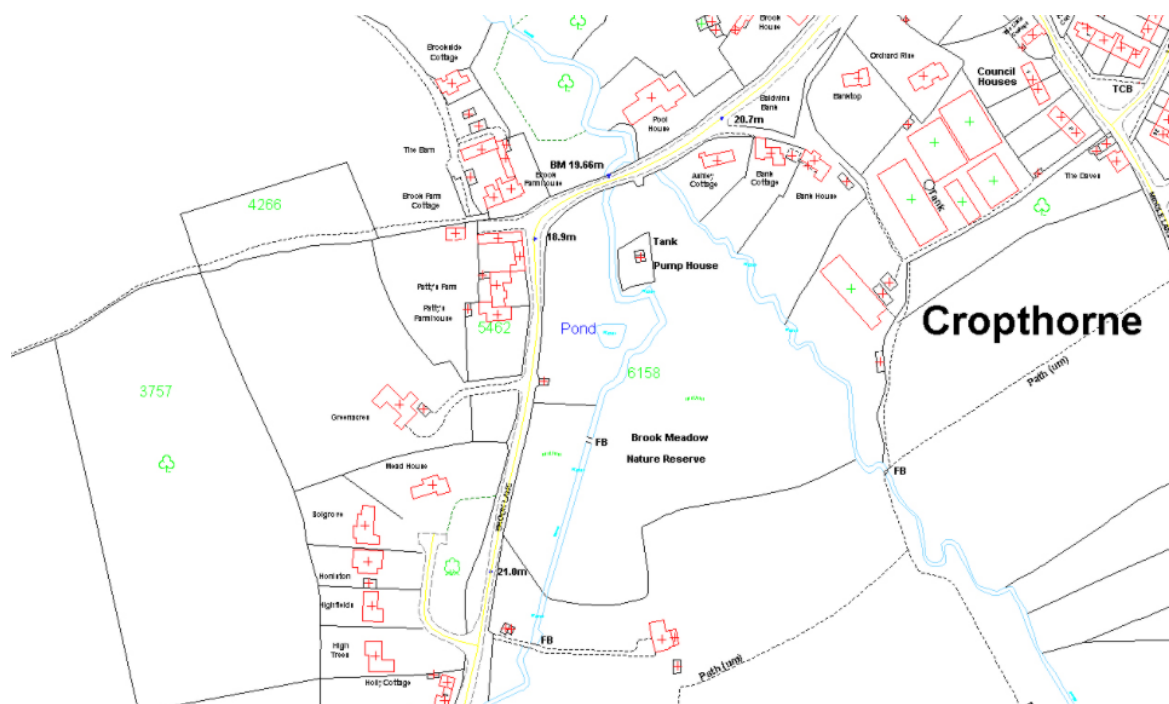 Brook
House
Brookside
Cottage
Orchard Rise
Council
Houses
TCB
Baldwins
Bank
Pool
House
20.7m
The Barn
BM 19.66m
Brook
Farmhouse
Ashley
Cottage
Bank
Cottage
Bank House
The Eaves
Tank
Brook Farm
Cottage
4266
18.9m
Tank
Pump House
Patty's Farm
Patty's
Farmhouse
5462
Pond
Cropthorne
3757
6158
Path (um)
Greenacres
FB
Brook Meadow
Nature Reserve
Mead House
FB
BROOK LANE
Solgrove
21.0m
Highfields
FB
High
Trees
Path (um)
Holly Cottage